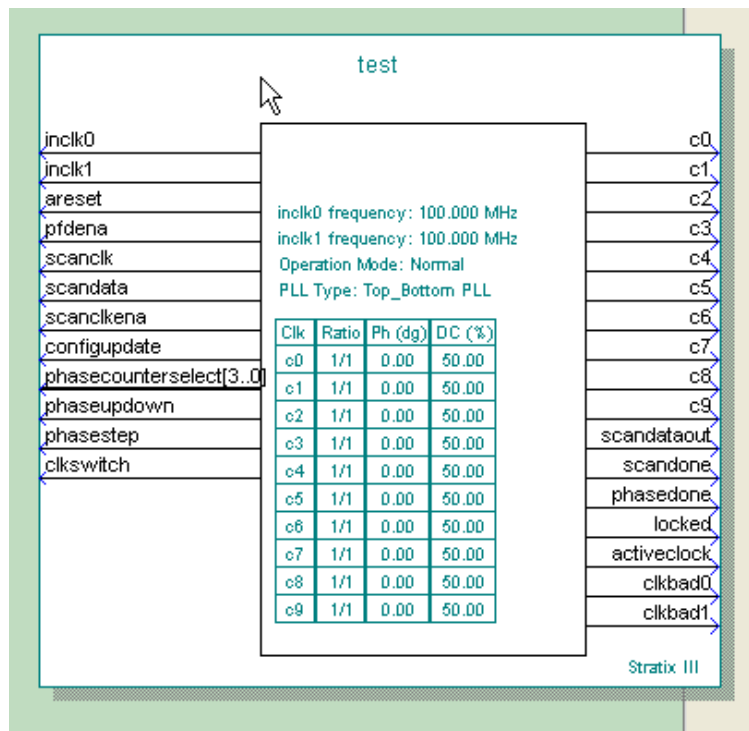 test
inclk0
inclk1
areset
pfdena
scanclk
scandata
scanclkena
configupdate
phasecounterselect[3..0]
phaseupdown
phasestep
clkswitch
inclk0 frequency: 100.000 MHz
inclk1 frequency: 100.000 MHz
Operation Mode: Normal
PLL Type: Top_Bottom PLL
Clk Ratio Ph (dg) DC (%)
c0 1/1 0.00 50.00
c1 1/1 0.00 50.00
c2 1/1 0.00 50.00
c3 1/1 0.00 50.00
c4 1/1 0.00 50.00
c5 1/1 0.00 50.00
c6 1/1 0.00 50.00
c7 1/1 0.00 50.00
c8 1/1 0.00 50.00
c9 1/1 0.00 50.00
c0
c1
c2
c3
c4
c5
c6
c7
c8
c9
scandataout
scandone
phasedone
locked
activeclock
clkbad0
clkbad1
Stratix III